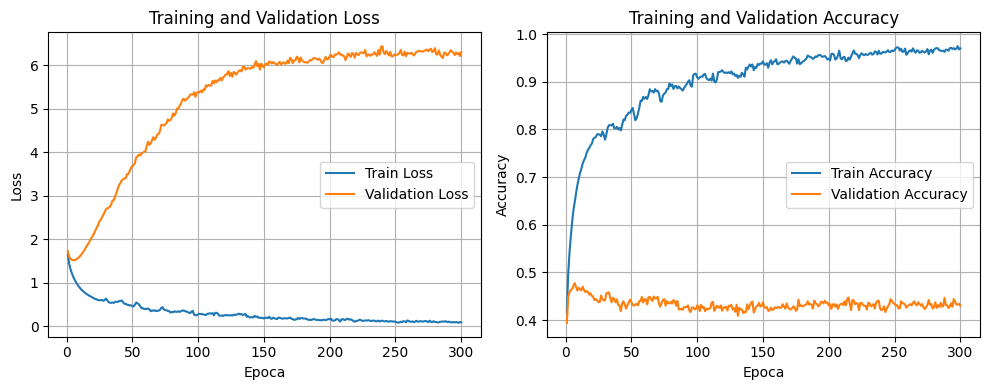 Training and Validation Loss
Loss
6
5
4
3
2
1
0
Train Loss
Validation Loss
0 50 100 150 200 250 300
Epoca
Training and Validation Accuracy
Accuracy
1.0
0.9
0.8
0.7
0.6
0.5
0.4
Train Accuracy
Validation Accuracy
0 50 100 150 200 250 300
Epoca